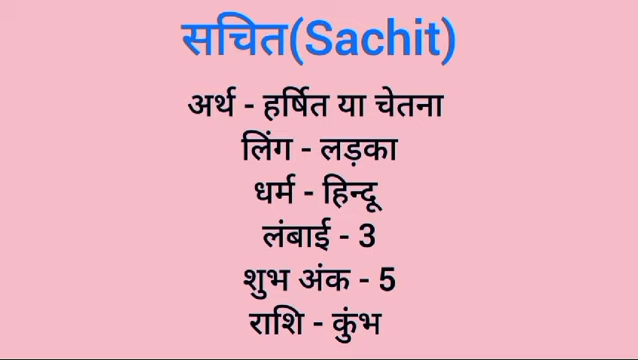 सचित(Sachit)
अर्थ - हर्षित या चेतना
लिंग - लड़का
धर्म - हिन्दू
लंबाई - 3
शुभ अंक - 5
राशि - कुंभ